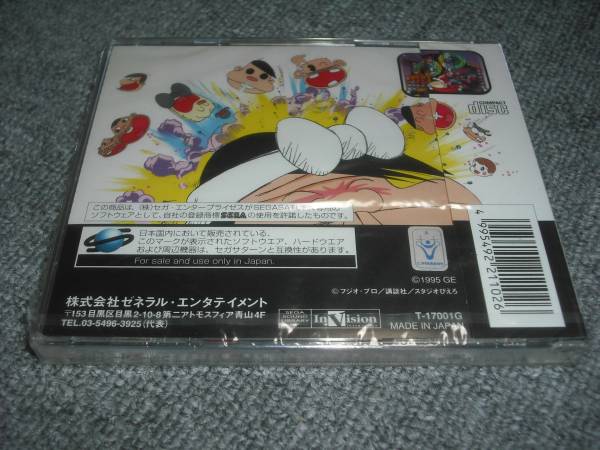 COMPACT
disc
この商品は、(株)セガ・エンタープライゼスがSEGASATURN専用の
ソフトウェアとして、自社の登録商標SEGAの使用を許諾したものです。
日本国内において販売されている、
このマークが表示されたソフトウエア、ハードウエア
および周辺機器は、セガサターンと互換性があります。
For sale and use only in Japan.
4995492211026
©1995 GE
© フジオ・プロ/講談社/スタジオぴえろ
株式会社ゼネラル・エンタテイメント
〒153 目黒区目黒2-10-8 第二アトモスフィア青山4F
TEL.03-5496-3925(代表)
SEGA
SOUND
LIBRARY
InVision
T-17001G
MADE IN JAPAN